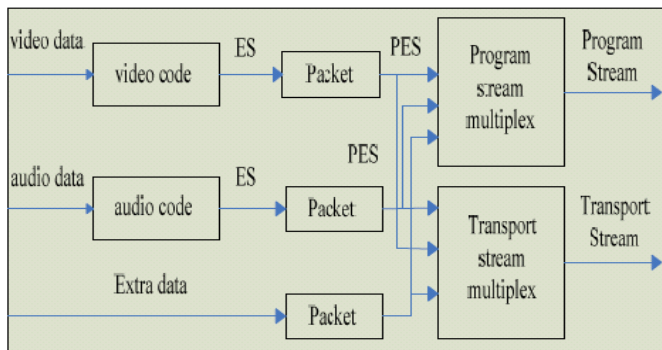 video data
video code
ES
Packet
PES
Program
stream
multiplex
Program
Stream
audio data
audio code
ES
Packet
PES
Transport
stream
multiplex
Transport
Stream
Extra data
Packet